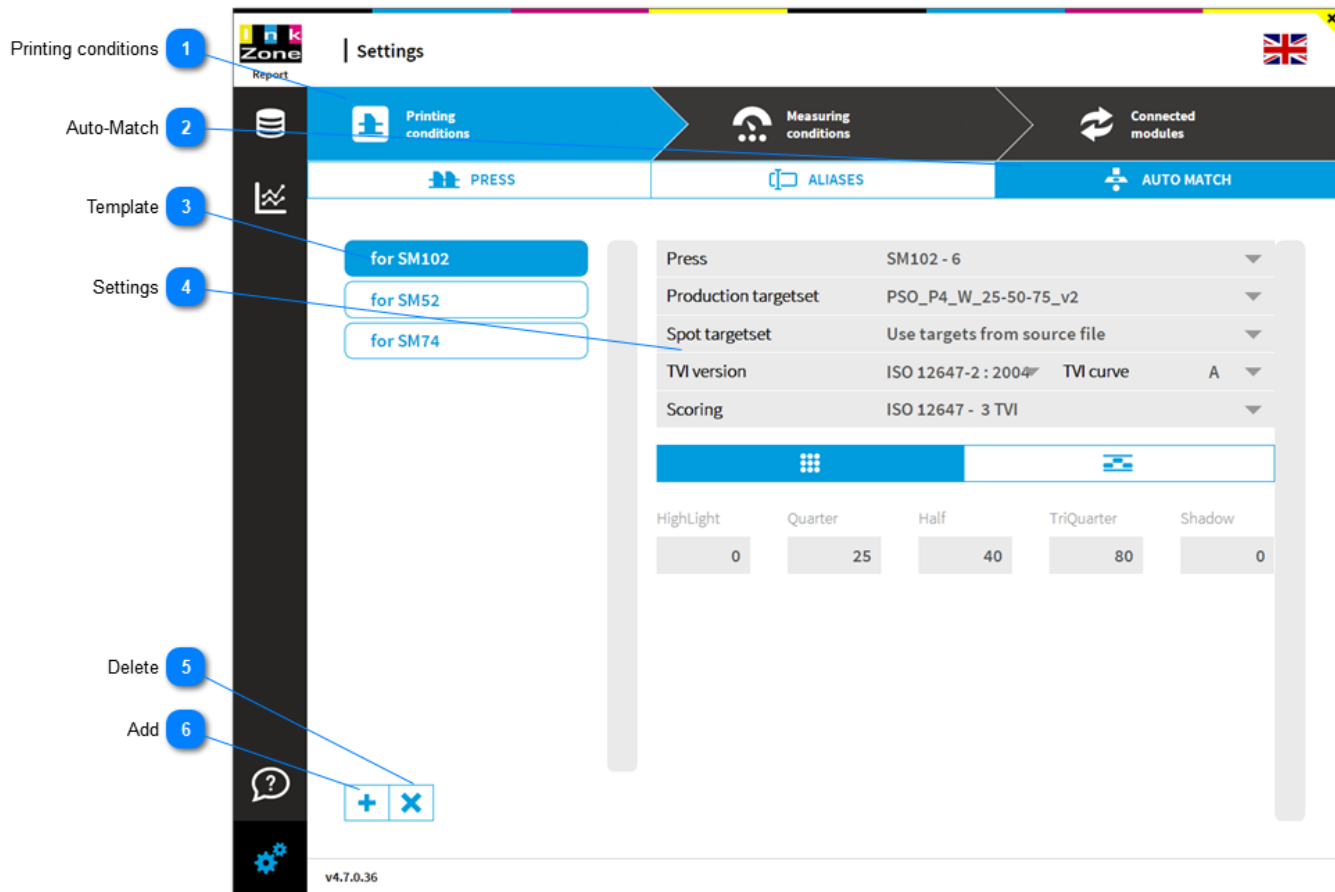 Ink
Zone
Report
Settings
Printing conditions 1
Printing
conditions
Measuring
conditions
Connected
modules
Auto-Match 2
PRESS
ALIASES
AUTO MATCH
Template 3
for SM102
Press SM102 - 6
Settings 4
for SM52
Production targetset PSO_P4_W_25-50-75_v2
for SM74
Spot targetset Use targets from source file
TVI version ISO 12647-2 : 2004 TVI curve A
Scoring ISO 12647 - 3 TVI
HighLight Quarter Half TriQuarter Shadow
0 25 40 80 0
Delete 5
Add 6
?
v4.7.0.36